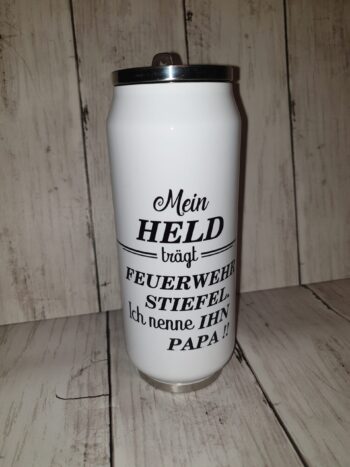 Mein
HELD
trägt
FEUERWEHR
STIEFEL.
Ich nenne IHN
PAPA!!